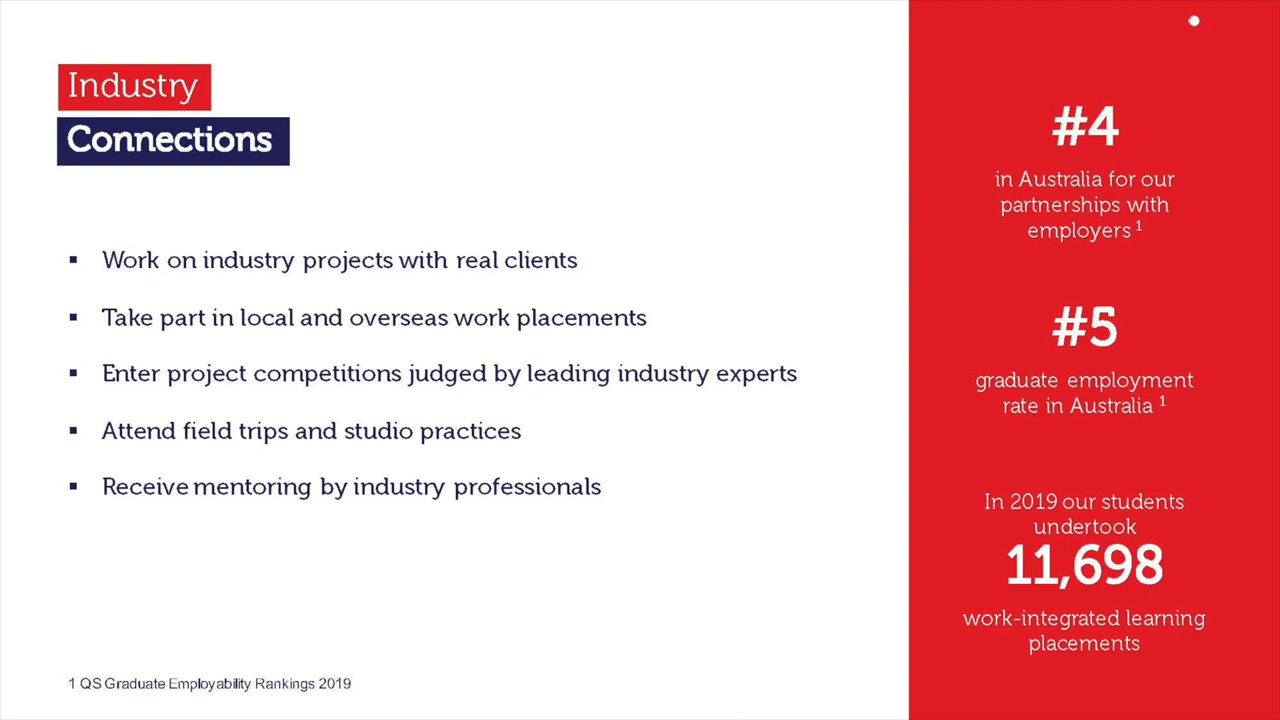 Industry
Connections
▪ Work on industry projects with real clients
▪ Take part in local and overseas work placements
▪ Enter project competitions judged by leading industry experts
▪ Attend field trips and studio practices
▪ Receive mentoring by industry professionals
1 QS Graduate Employability Rankings 2019
#4
in Australia for our
partnerships with
employers ¹
#5
graduate employment
rate in Australia ¹
In 2019 our students
undertook
11,698
work-integrated learning
placements